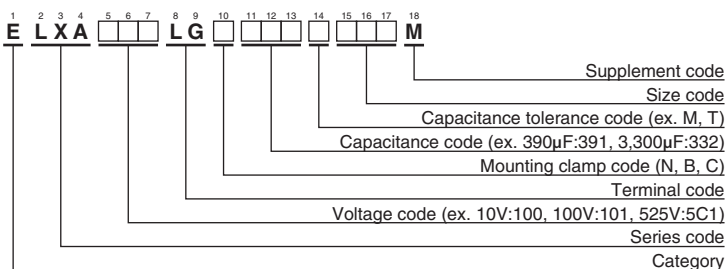 1 2 3 4 5 6 7 8 9 10 11 12 13 14 15 16 17 18
E L X A L G M
Supplement code
Size code
Capacitance tolerance code (ex. M, T)
Capacitance code (ex. 390µF:391, 3,300µF:332)
Mounting clamp code (N, B, C)
Terminal code
Voltage code (ex. 10V:100, 100V:101, 525V:5C1)
Series code
Category